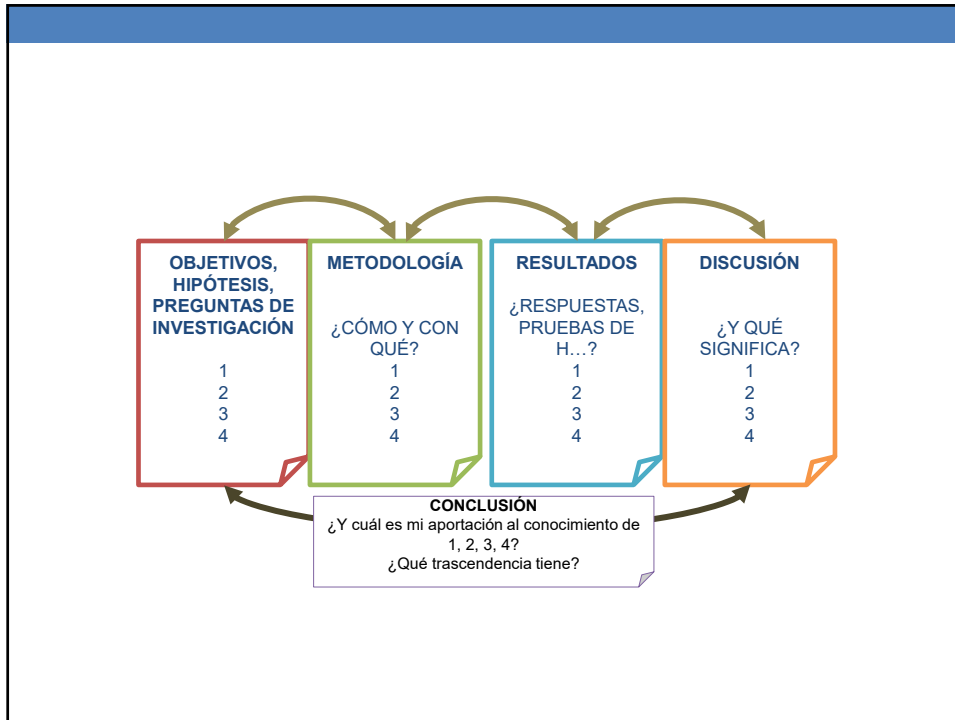 OBJETIVOS,
HIPÓTESIS,
PREGUNTAS DE
INVESTIGACIÓN
1
2
3
4
METODOLOGÍA
¿CÓMO Y CON
QUÉ?
1
2
3
4
RESULTADOS
¿RESPUESTAS,
PRUEBAS DE
H…?
1
2
3
4
DISCUSIÓN
¿Y QUÉ
SIGNIFICA?
1
2
3
4
CONCLUSIÓN
¿Y cuál es mi aportación al conocimiento de
1, 2, 3, 4?
¿Qué trascendencia tiene?